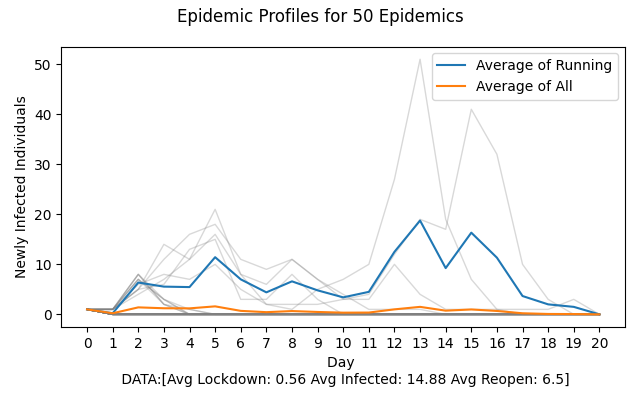 Epidemic Profiles for 50 Epidemics
Average of Running
Average of All
Newly Infected Individuals
50
40
30
20
10
0
0 1 2 3 4 5 6 7 8 9 10 11 12 13 14 15 16 17 18 19 20
Day
DATA:[Avg Lockdown: 0.56 Avg Infected: 14.88 Avg Reopen: 6.5]